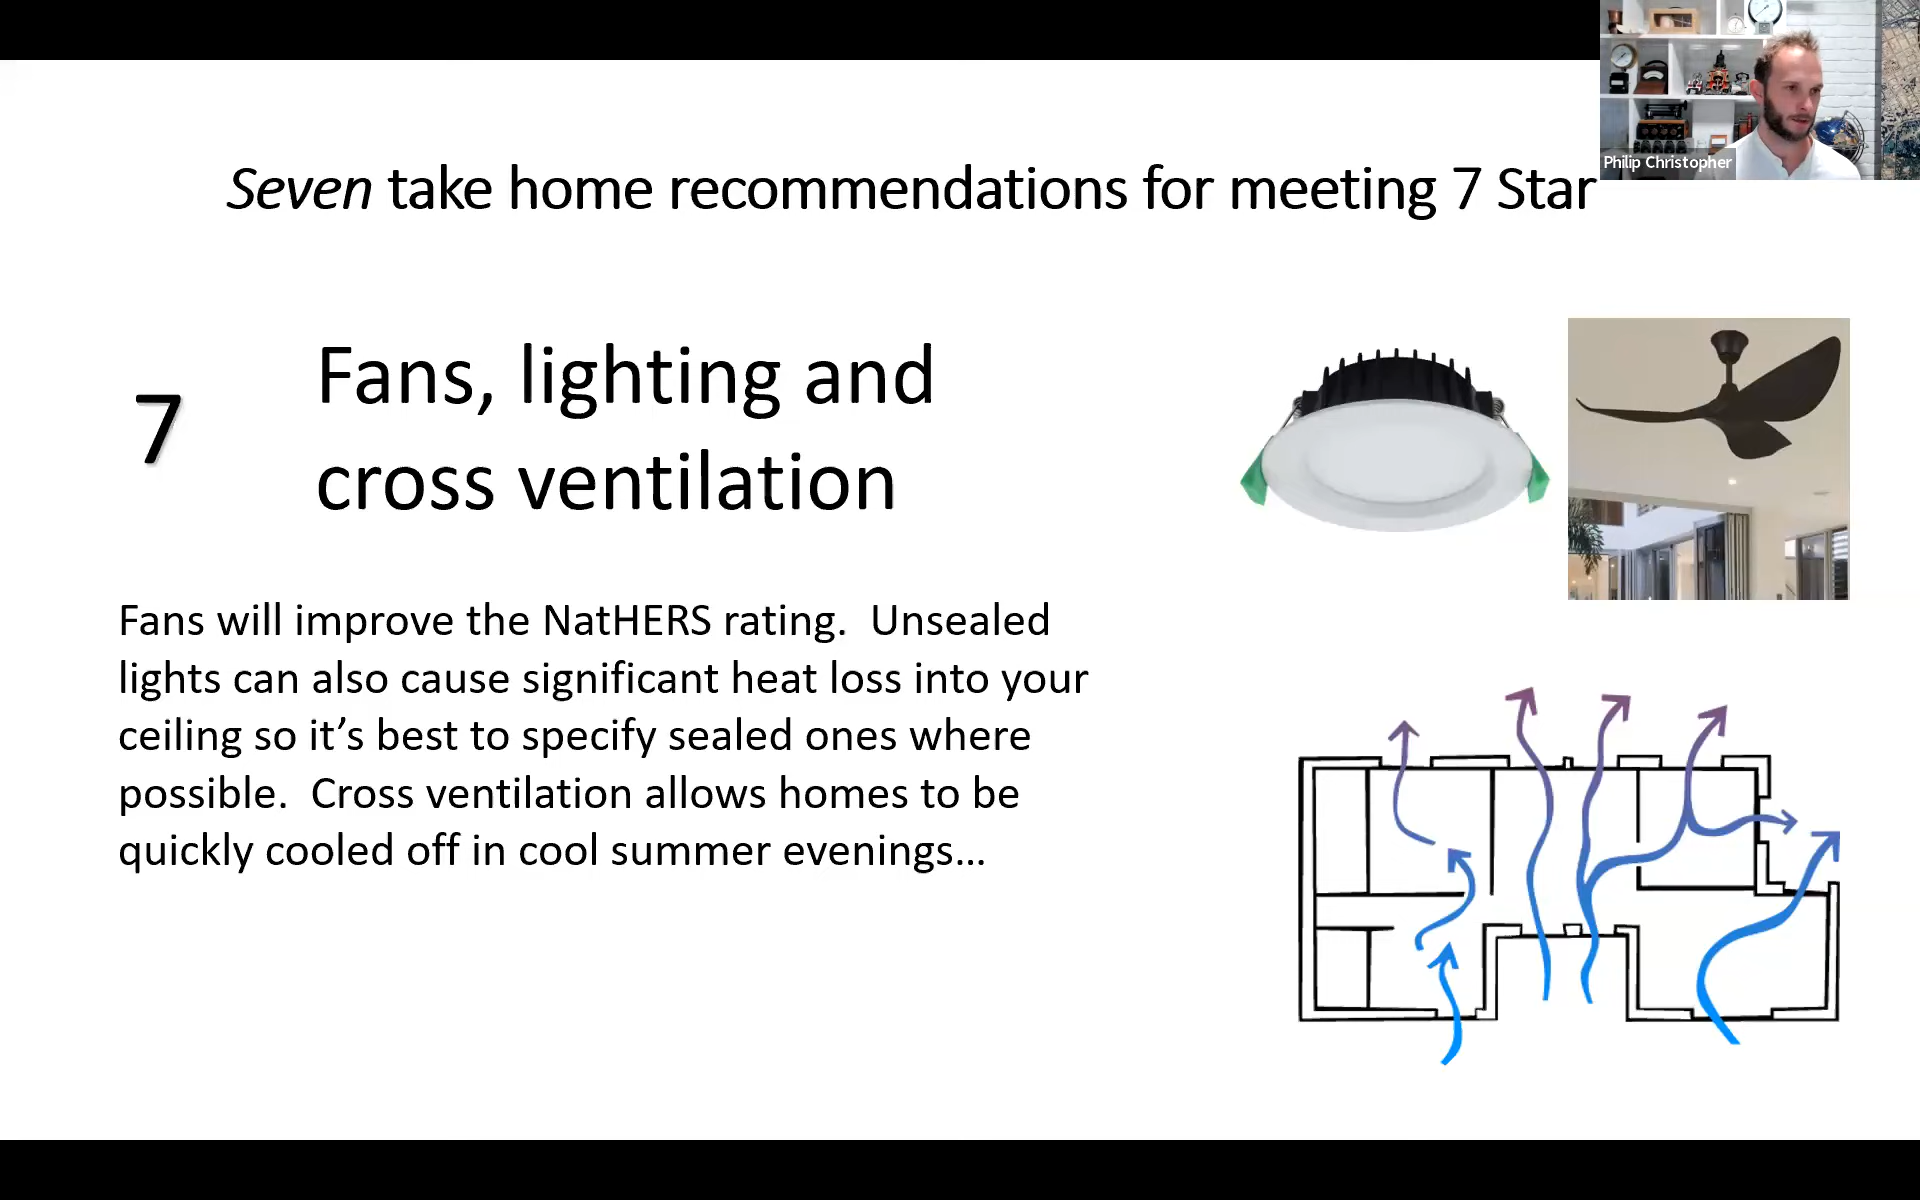 Philip Christopher
Seven take home recommendations for meeting 7 Star
7
Fans, lighting and
cross ventilation
Fans will improve the NatHERS rating.  Unsealed
lights can also cause significant heat loss into your
ceiling so it’s best to specify sealed ones where
possible.  Cross ventilation allows homes to be
quickly cooled off in cool summer evenings…